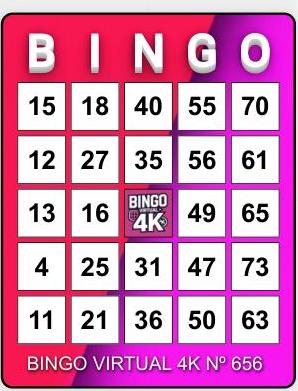 B I N G O
15 18 40 55 70
12 27 35 56 61
13 16 BINGO VIRTUAL 4K 49 65
4 25 31 47 73
11 21 36 50 63
BINGO VIRTUAL 4K Nº 656